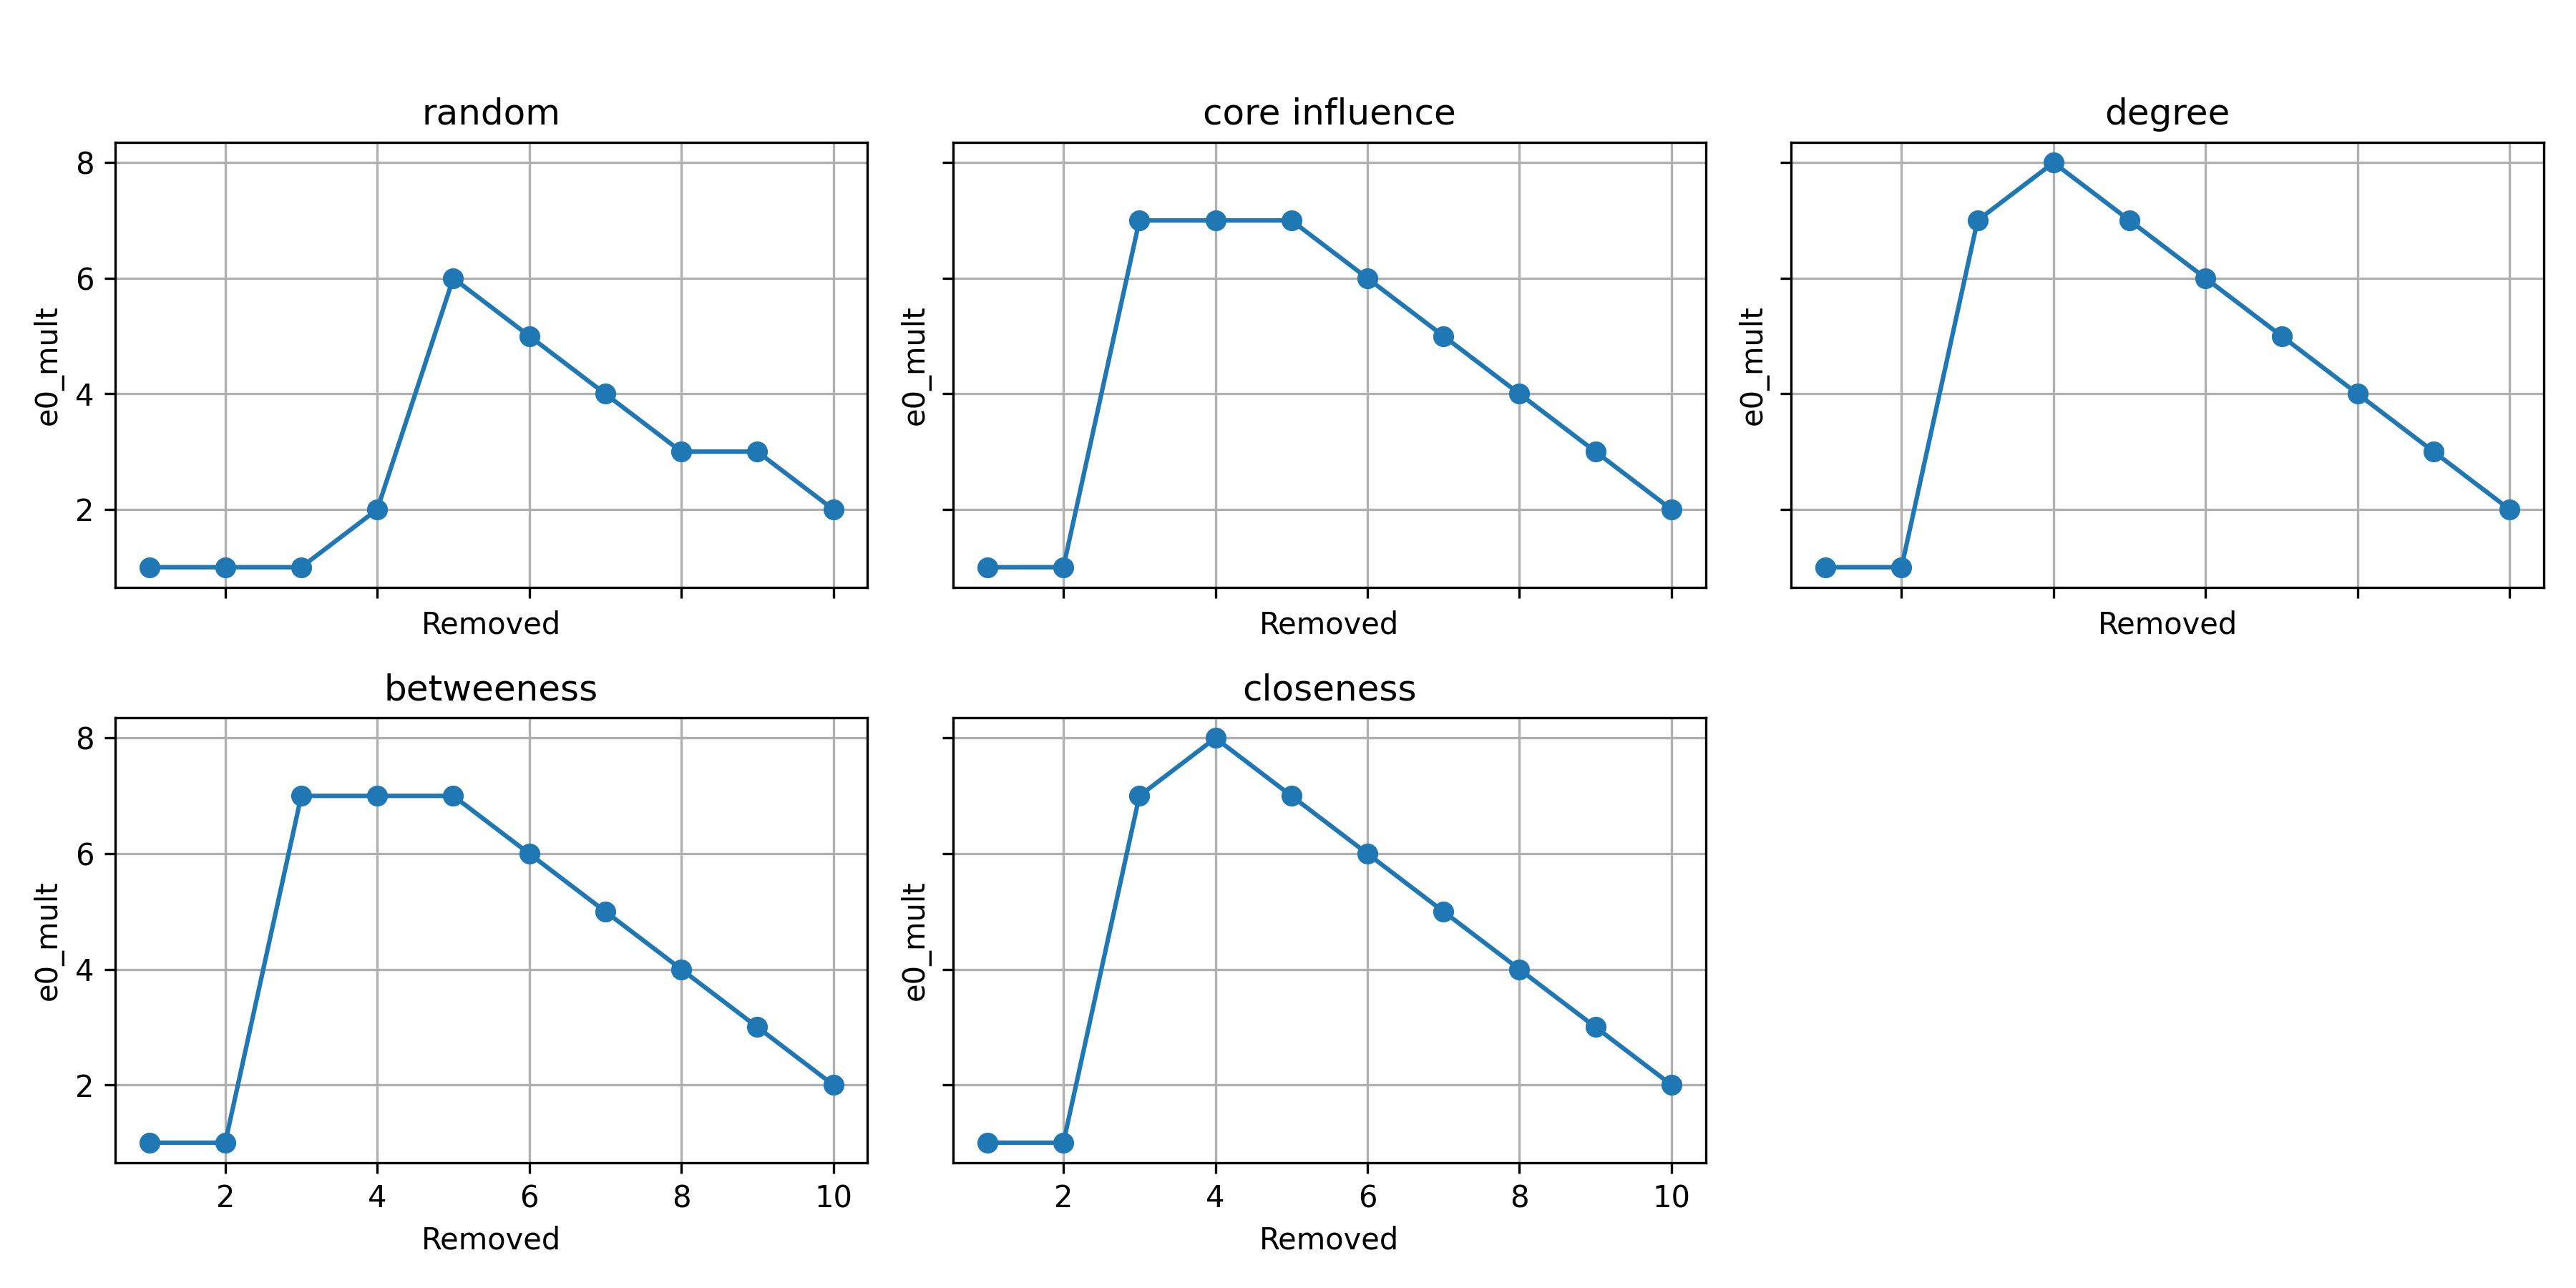 random
core influence
degree
8
6
4
2
e0_mult
e0_mult
e0_mult
Removed
Removed
Removed
betweeness
closeness
8
6
4
2
e0_mult
e0_mult
2 4 6 8 10
2 4 6 8 10
Removed
Removed